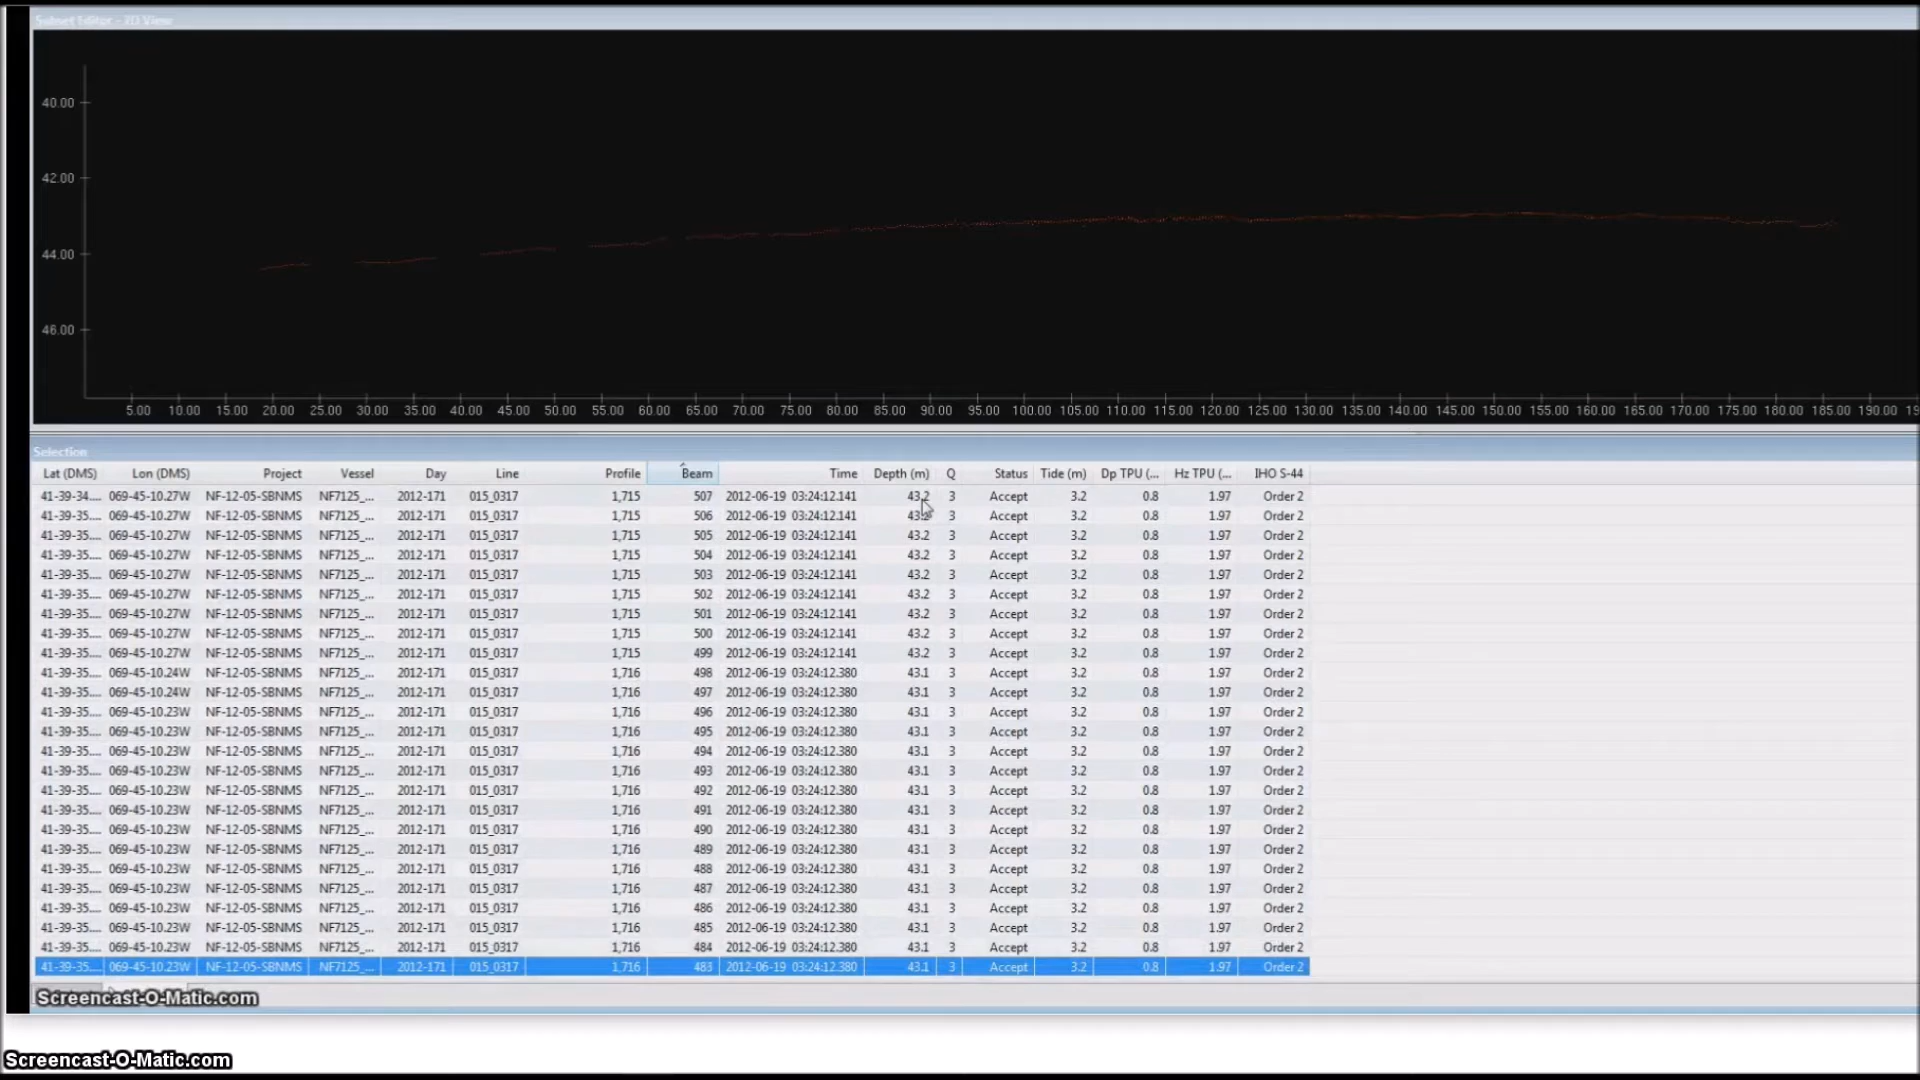 Subset Editor - 2D View
40.00
42.00
44.00
46.00
5.00 10.00 15.00 20.00 25.00 30.00 35.00 40.00 45.00 50.00 55.00 60.00 65.00 70.00 75.00 80.00 85.00 90.00 95.00 100.00 105.00 110.00 115.00 120.00 125.00 130.00 135.00 140.00 145.00 150.00 155.00 160.00 165.00 170.00 175.00 180.00 185.00 190.00 19
Selection
Lat (DMS) Lon (DMS) Project Vessel Day Line Profile Beam Time Depth (m) Q Status Tide (m) Dp TPU (... Hz TPU (... IHO S-44
41-39-34.... 069-45-10.27W NF-12-05-SBNMS NF7125_... 2012-171 015_0317 1,715 507 2012-06-19 03:24:12.141 43.2 3 Accept 3.2 0.8 1.97 Order 2
41-39-35.... 069-45-10.27W NF-12-05-SBNMS NF7125_... 2012-171 015_0317 1,715 506 2012-06-19 03:24:12.141 43.2 3 Accept 3.2 0.8 1.97 Order 2
41-39-35.... 069-45-10.27W NF-12-05-SBNMS NF7125_... 2012-171 015_0317 1,715 505 2012-06-19 03:24:12.141 43.2 3 Accept 3.2 0.8 1.97 Order 2
41-39-35.... 069-45-10.27W NF-12-05-SBNMS NF7125_... 2012-171 015_0317 1,715 504 2012-06-19 03:24:12.141 43.2 3 Accept 3.2 0.8 1.97 Order 2
41-39-35.... 069-45-10.27W NF-12-05-SBNMS NF7125_... 2012-171 015_0317 1,715 503 2012-06-19 03:24:12.141 43.2 3 Accept 3.2 0.8 1.97 Order 2
41-39-35.... 069-45-10.27W NF-12-05-SBNMS NF7125_... 2012-171 015_0317 1,715 502 2012-06-19 03:24:12.141 43.2 3 Accept 3.2 0.8 1.97 Order 2
41-39-35.... 069-45-10.27W NF-12-05-SBNMS NF7125_... 2012-171 015_0317 1,715 501 2012-06-19 03:24:12.141 43.2 3 Accept 3.2 0.8 1.97 Order 2
41-39-35.... 069-45-10.27W NF-12-05-SBNMS NF7125_... 2012-171 015_0317 1,715 500 2012-06-19 03:24:12.141 43.2 3 Accept 3.2 0.8 1.97 Order 2
41-39-35.... 069-45-10.27W NF-12-05-SBNMS NF7125_... 2012-171 015_0317 1,715 499 2012-06-19 03:24:12.141 43.2 3 Accept 3.2 0.8 1.97 Order 2
41-39-35.... 069-45-10.24W NF-12-05-SBNMS NF7125_... 2012-171 015_0317 1,716 498 2012-06-19 03:24:12.380 43.1 3 Accept 3.2 0.8 1.97 Order 2
41-39-35.... 069-45-10.24W NF-12-05-SBNMS NF7125_... 2012-171 015_0317 1,716 497 2012-06-19 03:24:12.380 43.1 3 Accept 3.2 0.8 1.97 Order 2
41-39-35.... 069-45-10.23W NF-12-05-SBNMS NF7125_... 2012-171 015_0317 1,716 496 2012-06-19 03:24:12.380 43.1 3 Accept 3.2 0.8 1.97 Order 2
41-39-35.... 069-45-10.23W NF-12-05-SBNMS NF7125_... 2012-171 015_0317 1,716 495 2012-06-19 03:24:12.380 43.1 3 Accept 3.2 0.8 1.97 Order 2
41-39-35.... 069-45-10.23W NF-12-05-SBNMS NF7125_... 2012-171 015_0317 1,716 494 2012-06-19 03:24:12.380 43.1 3 Accept 3.2 0.8 1.97 Order 2
41-39-35.... 069-45-10.23W NF-12-05-SBNMS NF7125_... 2012-171 015_0317 1,716 493 2012-06-19 03:24:12.380 43.1 3 Accept 3.2 0.8 1.97 Order 2
41-39-35.... 069-45-10.23W NF-12-05-SBNMS NF7125_... 2012-171 015_0317 1,716 492 2012-06-19 03:24:12.380 43.1 3 Accept 3.2 0.8 1.97 Order 2
41-39-35.... 069-45-10.23W NF-12-05-SBNMS NF7125_... 2012-171 015_0317 1,716 491 2012-06-19 03:24:12.380 43.1 3 Accept 3.2 0.8 1.97 Order 2
41-39-35.... 069-45-10.23W NF-12-05-SBNMS NF7125_... 2012-171 015_0317 1,716 490 2012-06-19 03:24:12.380 43.1 3 Accept 3.2 0.8 1.97 Order 2
41-39-35.... 069-45-10.23W NF-12-05-SBNMS NF7125_... 2012-171 015_0317 1,716 489 2012-06-19 03:24:12.380 43.1 3 Accept 3.2 0.8 1.97 Order 2
41-39-35.... 069-45-10.23W NF-12-05-SBNMS NF7125_... 2012-171 015_0317 1,716 488 2012-06-19 03:24:12.380 43.1 3 Accept 3.2 0.8 1.97 Order 2
41-39-35.... 069-45-10.23W NF-12-05-SBNMS NF7125_... 2012-171 015_0317 1,716 487 2012-06-19 03:24:12.380 43.1 3 Accept 3.2 0.8 1.97 Order 2
41-39-35.... 069-45-10.23W NF-12-05-SBNMS NF7125_... 2012-171 015_0317 1,716 486 2012-06-19 03:24:12.380 43.1 3 Accept 3.2 0.8 1.97 Order 2
41-39-35.... 069-45-10.23W NF-12-05-SBNMS NF7125_... 2012-171 015_0317 1,716 485 2012-06-19 03:24:12.380 43.1 3 Accept 3.2 0.8 1.97 Order 2
41-39-35.... 069-45-10.23W NF-12-05-SBNMS NF7125_... 2012-171 015_0317 1,716 484 2012-06-19 03:24:12.380 43.1 3 Accept 3.2 0.8 1.97 Order 2
41-39-35.... 069-45-10.23W NF-12-05-SBNMS NF7125_... 2012-171 015_0317 1,716 483 2012-06-19 03:24:12.380 43.1 3 Accept 3.2 0.8 1.97 Order 2
Screencast-O-Matic.com
Screencast-O-Matic.com